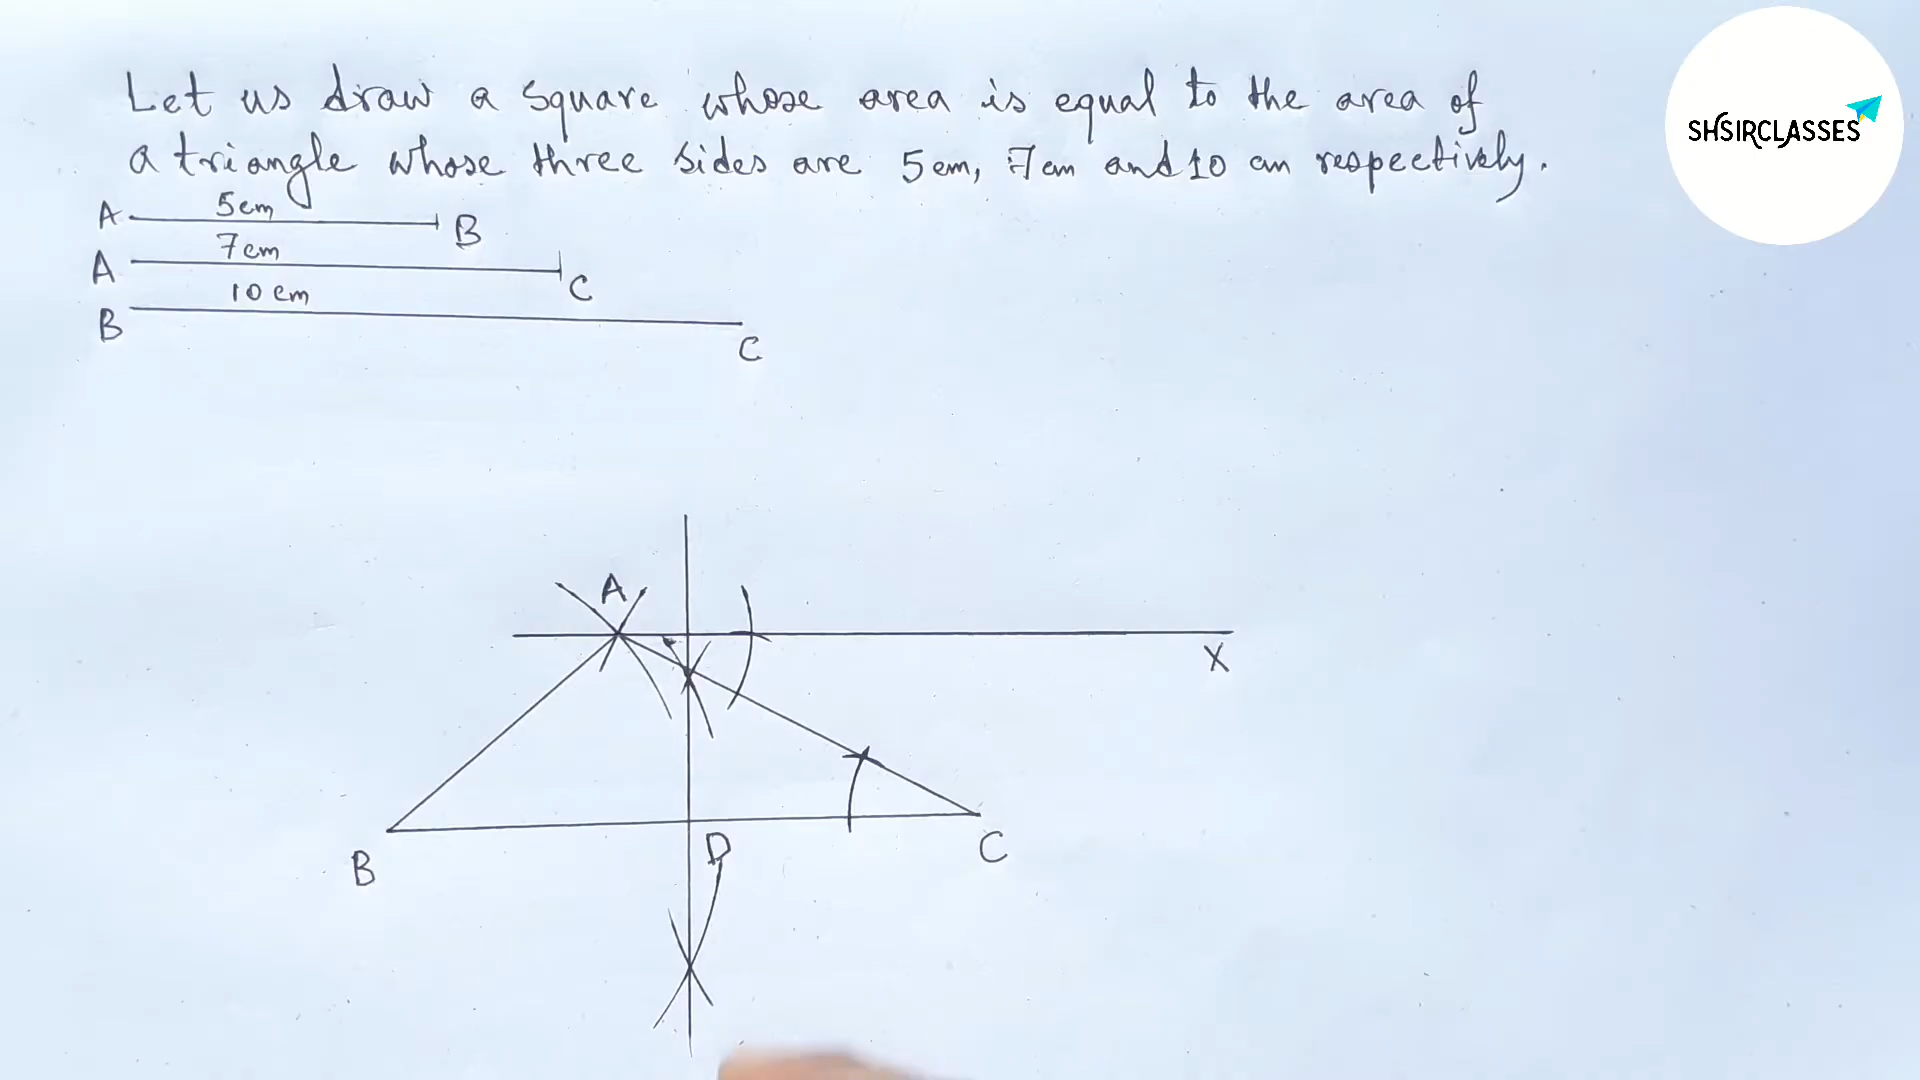 Let us draw a square whose area is equal to the area of
a triangle whose three sides are 5cm, 7cm and 10 cm respectively.
A 5cm B
A 7cm C
B 10 cm C
SHSIRCLASSES
A
X
B D C